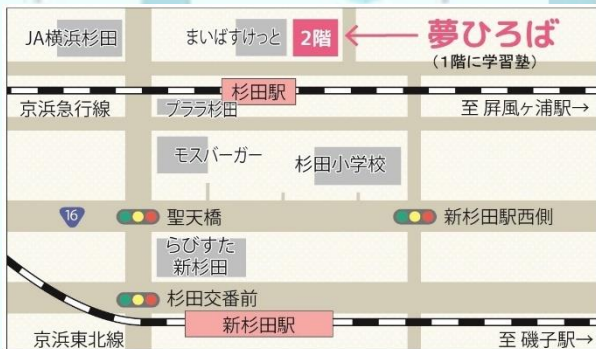 JA横浜杉田
まいばすけっと
2階
夢ひろば
(1階に学習塾)
杉田駅
京浜急行線
プララ杉田
至 屏風ヶ浦駅→
モスバーガー
杉田小学校
16
聖天橋
新杉田駅西側
らびすた
新杉田
杉田交番前
新杉田駅
京浜東北線
至 磯子駅→